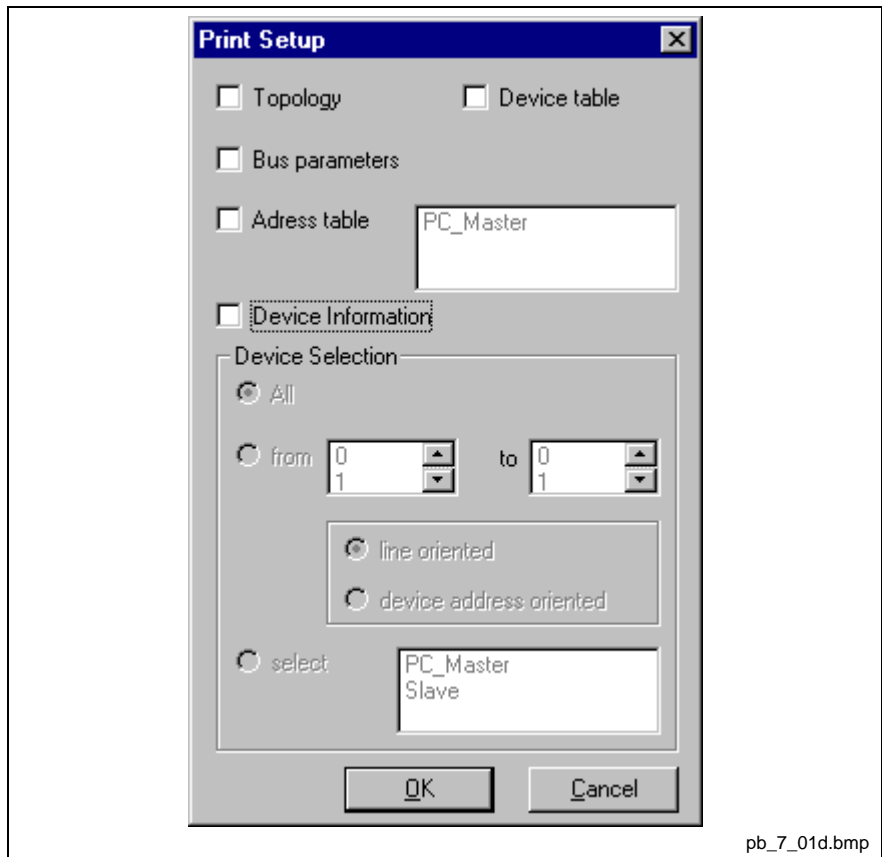 Print Setup
Topology
Device table
Bus parameters
Adress table
PC_Master
Device Information
Device Selection
All
from
0
1
to
0
1
line oriented
device address oriented
select
PC_Master
Slave
OK
Cancel
pb_7_01d.bmp